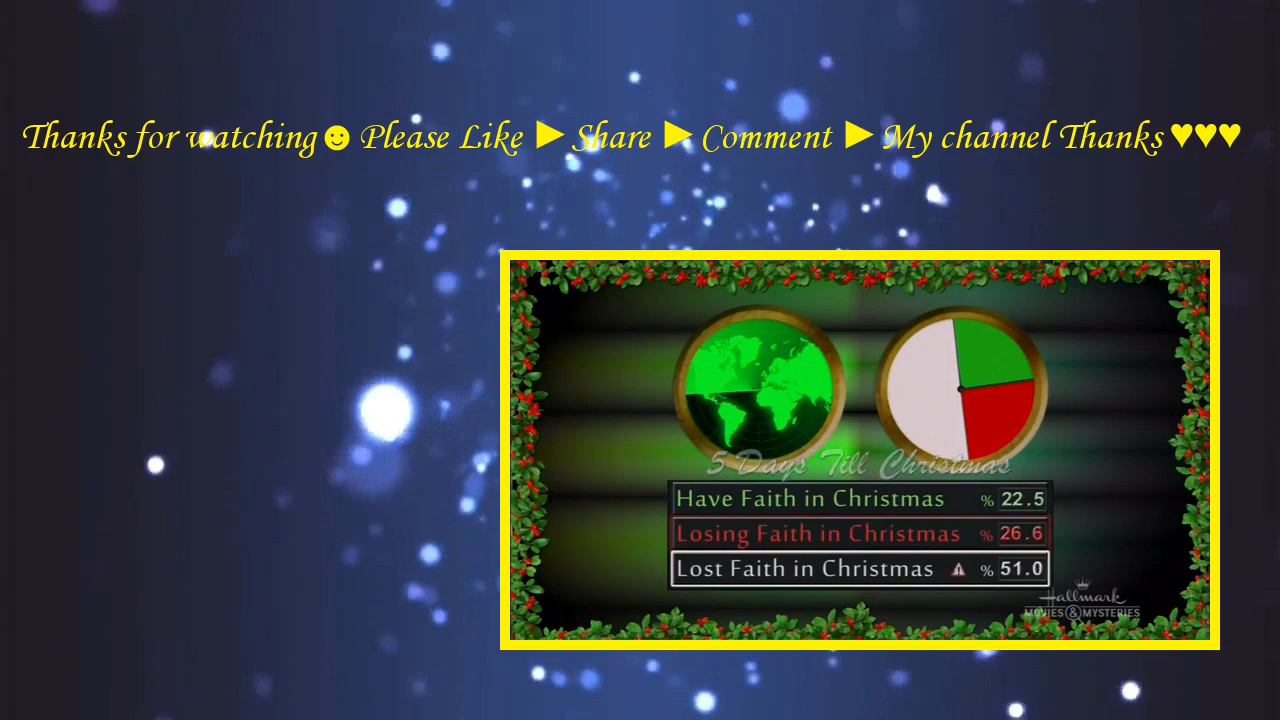 Thanks for watching☻Please Like ► Share ► Comment ► My channel Thanks ♥♥♥
5 Days Till Christmas
Have Faith in Christmas % 22.5
Losing Faith in Christmas % 26.6
Lost Faith in Christmas ⚠ % 51.0
Hallmark
MOVIES & MYSTERIES